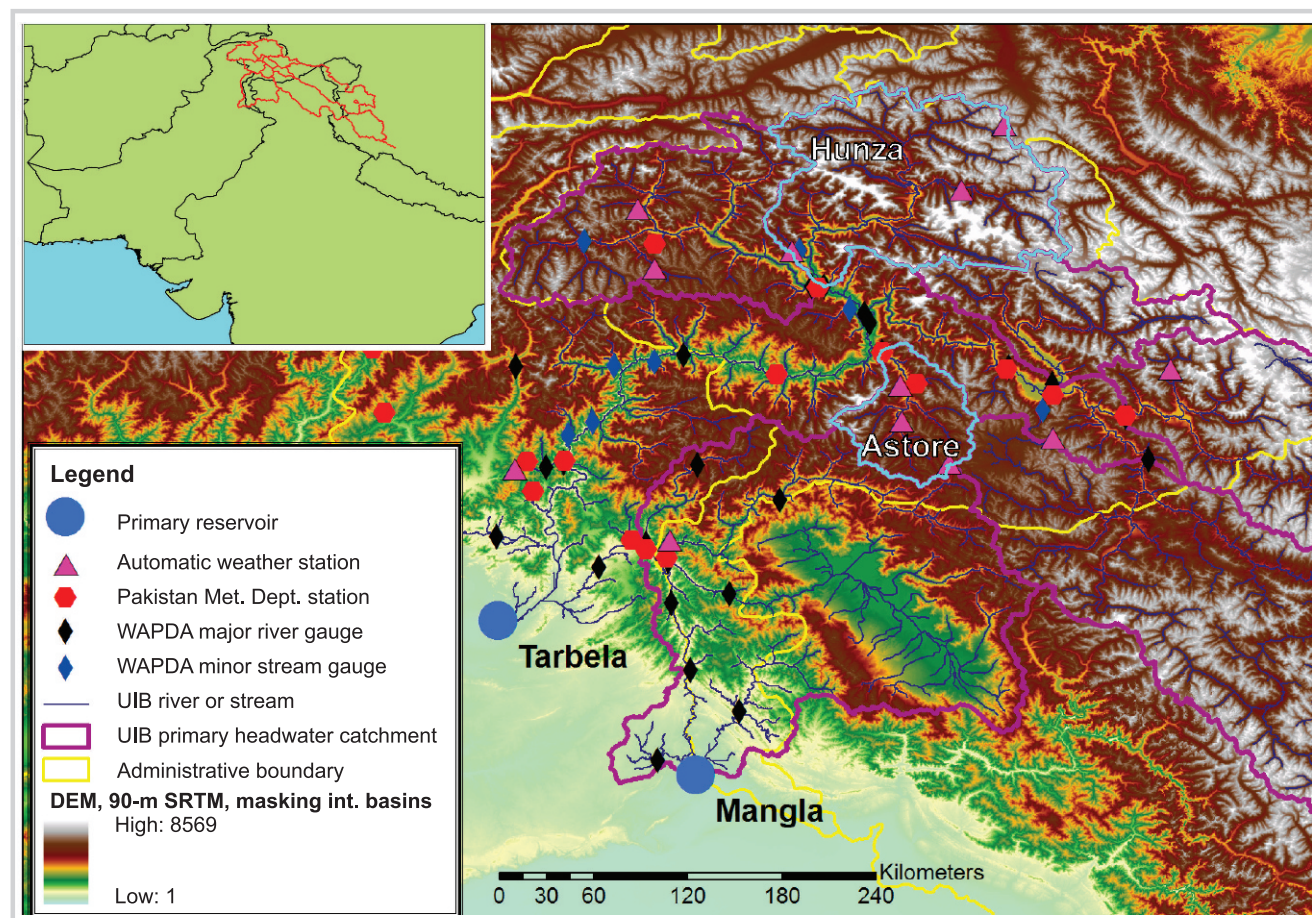 Hunza
Astore
Tarbela
Mangla
Legend
Primary reservoir
Automatic weather station
Pakistan Met. Dept. station
WAPDA major river gauge
WAPDA minor stream gauge
UIB river or stream
UIB primary headwater catchment
Administrative boundary
DEM, 90-m SRTM, masking int. basins
High: 8569
Low: 1
Kilometers
0 15 30 60 120 180 240